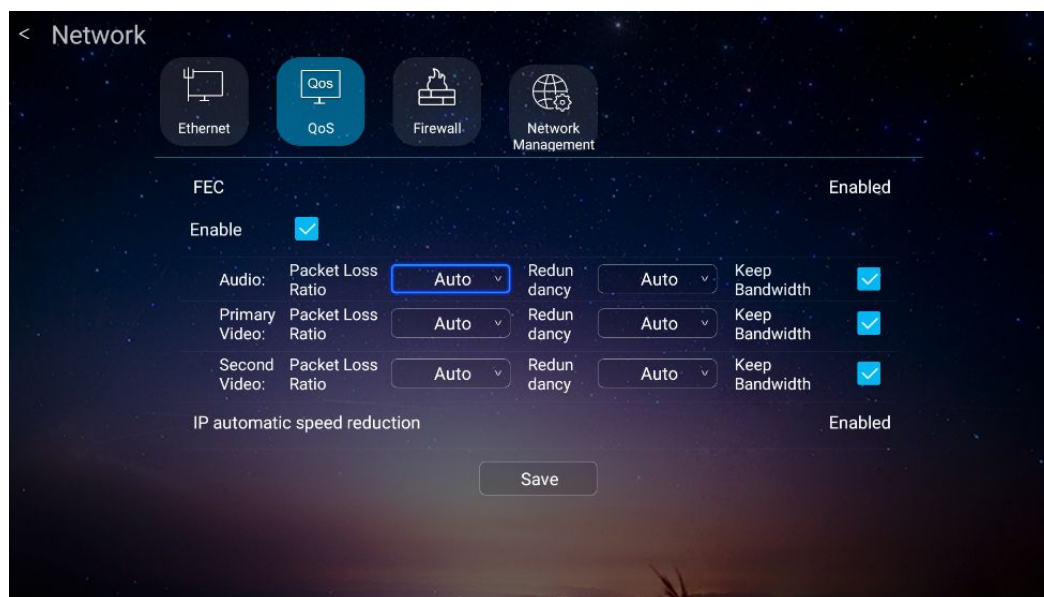 < Network
Qos
Ethernet
QoS
Firewall
Network
Management
FEC Enabled
Enable
Audio: Packet Loss Ratio Auto Redun dancy Auto Keep Bandwidth
Primary Video: Packet Loss Ratio Auto Redun dancy Auto Keep Bandwidth
Second Video: Packet Loss Ratio Auto Redun dancy Auto Keep Bandwidth
IP automatic speed reduction Enabled
Save